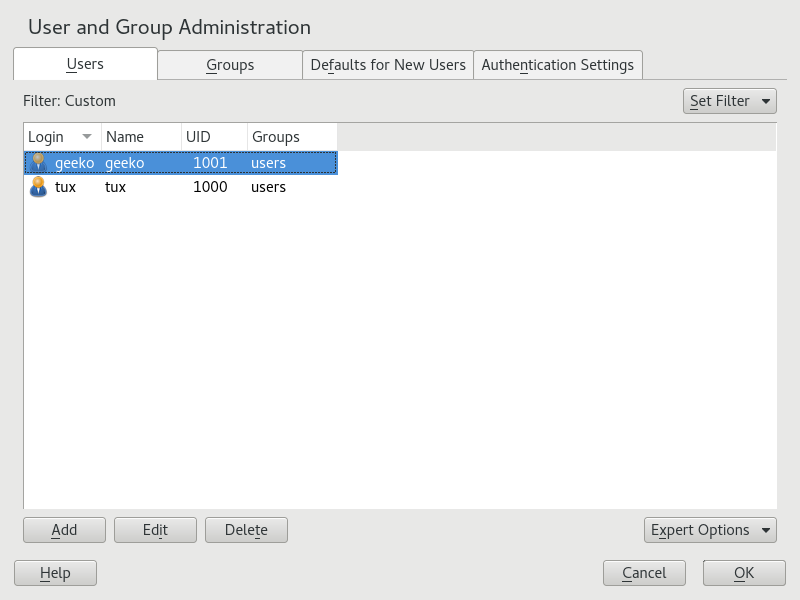 User and Group Administration
Users Groups Defaults for New Users Authentication Settings
Filter: Custom Set Filter
Login Name UID Groups
geeko geeko 1001 users
tux tux 1000 users
Add Edit Delete Expert Options
Help Cancel OK